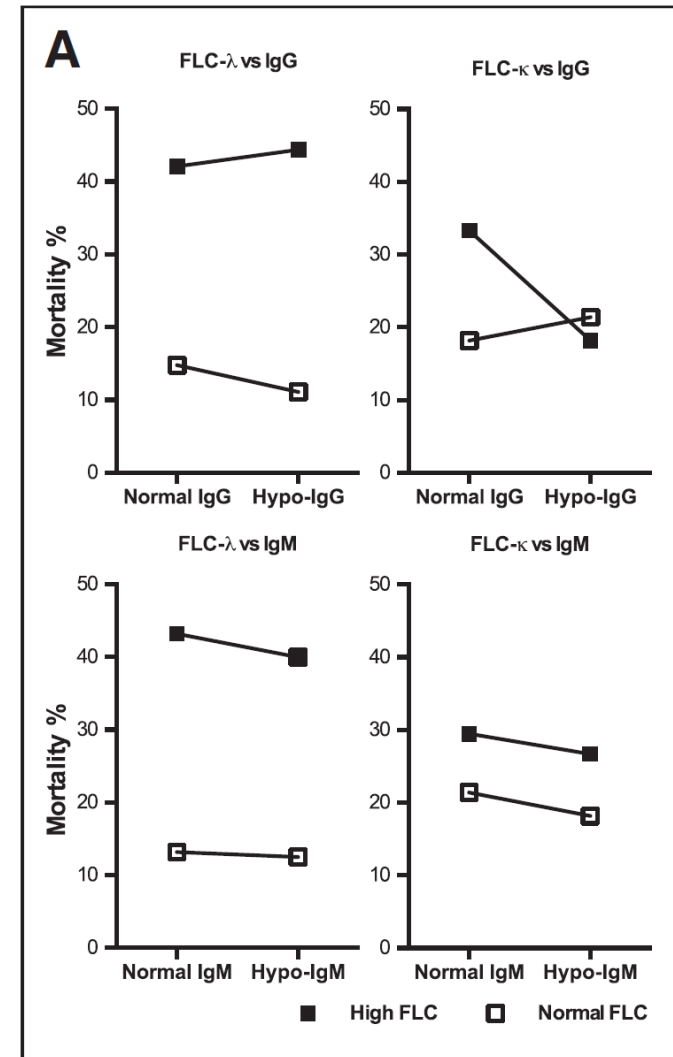 A
FLC-λ vs IgG
FLC-κ vs IgG
50
40
30
20
10
0
Mortality %
Normal IgG Hypo-IgG
50
40
30
20
10
0
Normal IgG Hypo-IgG
FLC-λ vs IgM
FLC-κ vs IgM
50
40
30
20
10
0
Mortality %
Normal IgM Hypo-IgM
50
40
30
20
10
0
Normal IgM Hypo-IgM
High FLC Normal FLC